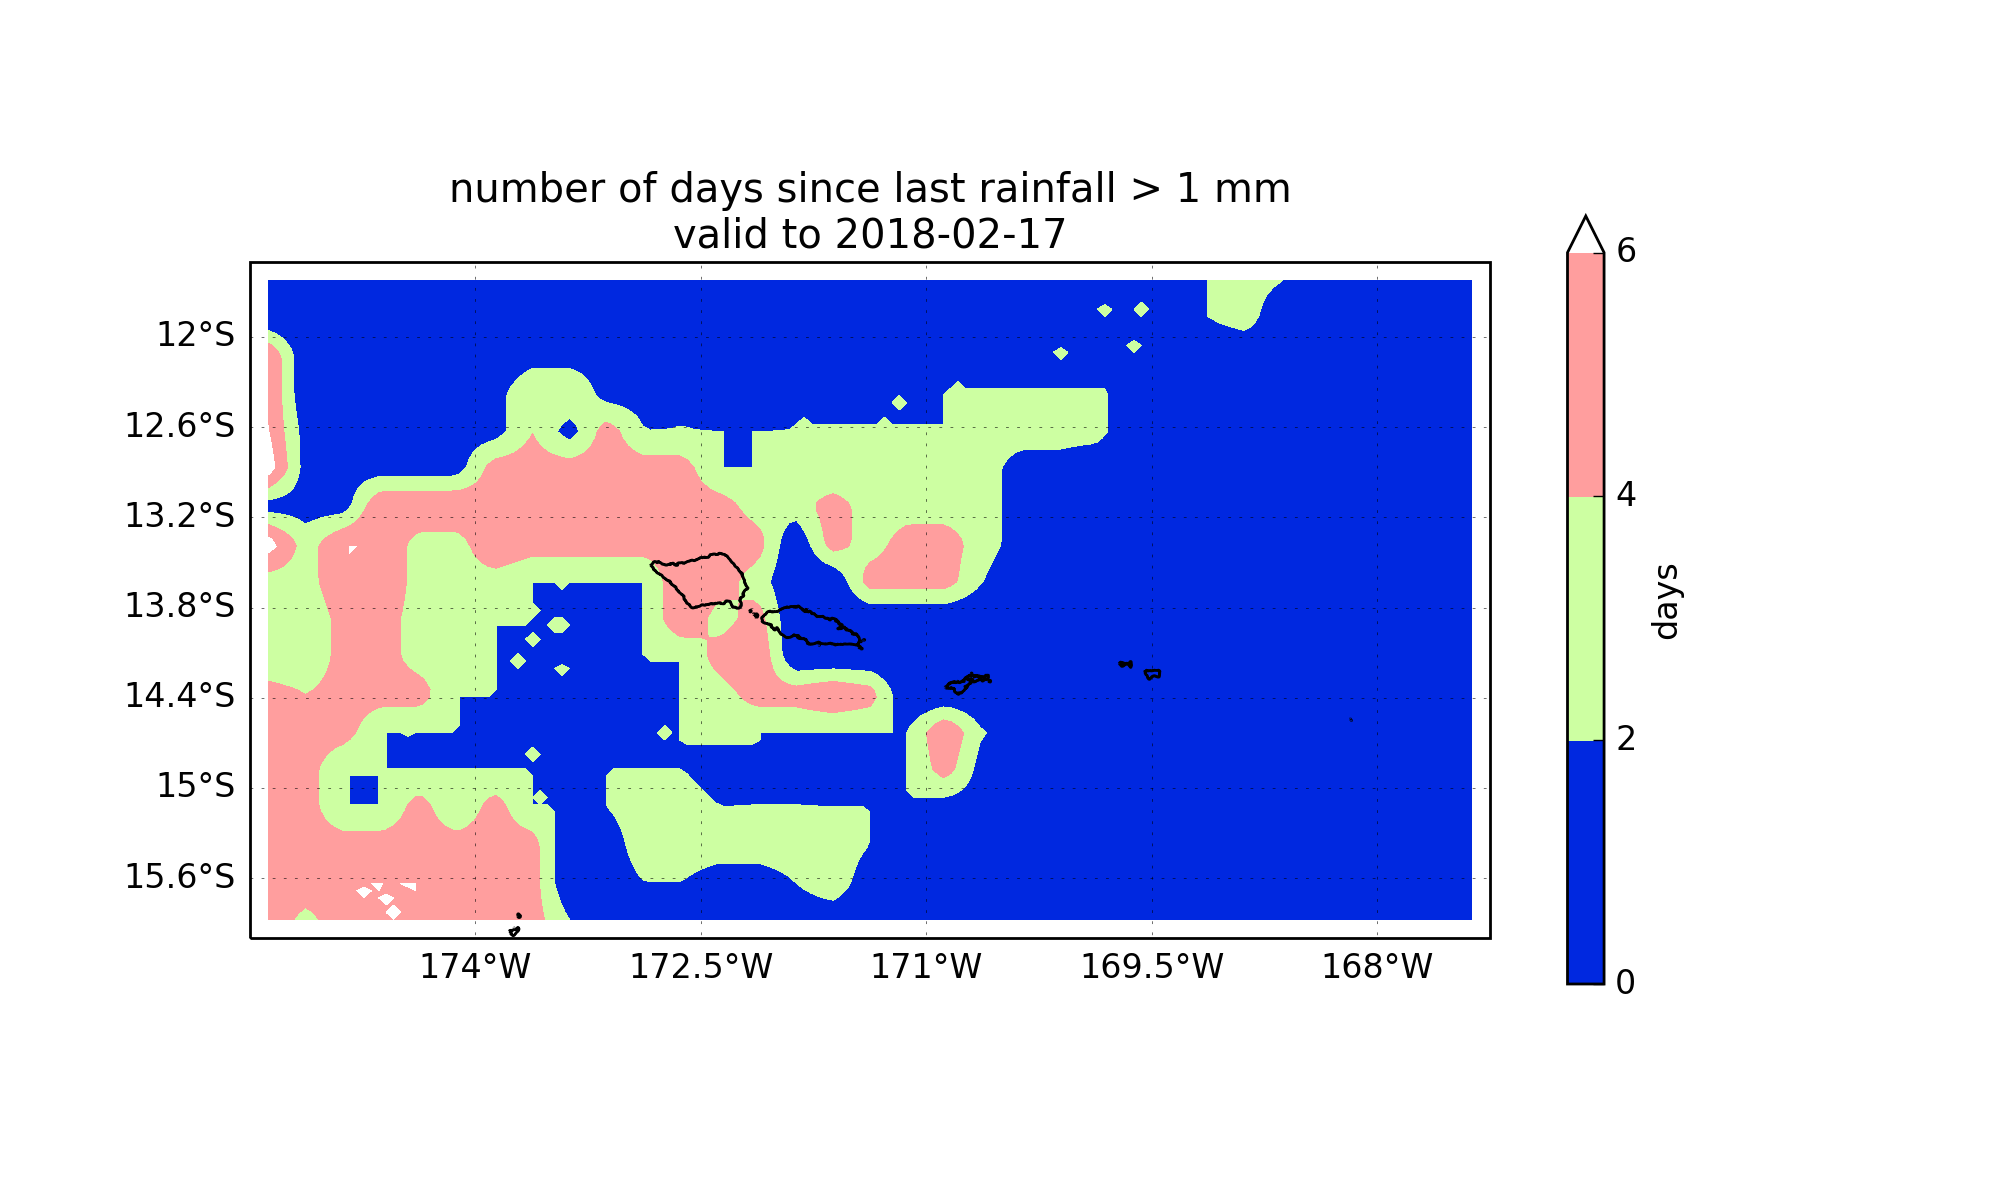 number of days since last rainfall > 1 mm
valid to 2018-02-17
12°S
12.6°S
13.2°S
13.8°S
14.4°S
15°S
15.6°S
174°W
172.5°W
171°W
169.5°W
168°W
6
4
2
0
days